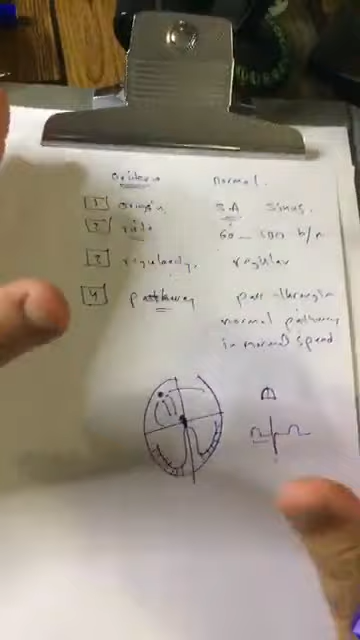 criteria normal.
1 origin SA sinus.
2 rate 60 - 100 b/m
3 regularity. regular
4 pathway pass through
normal pathway
in normal speed